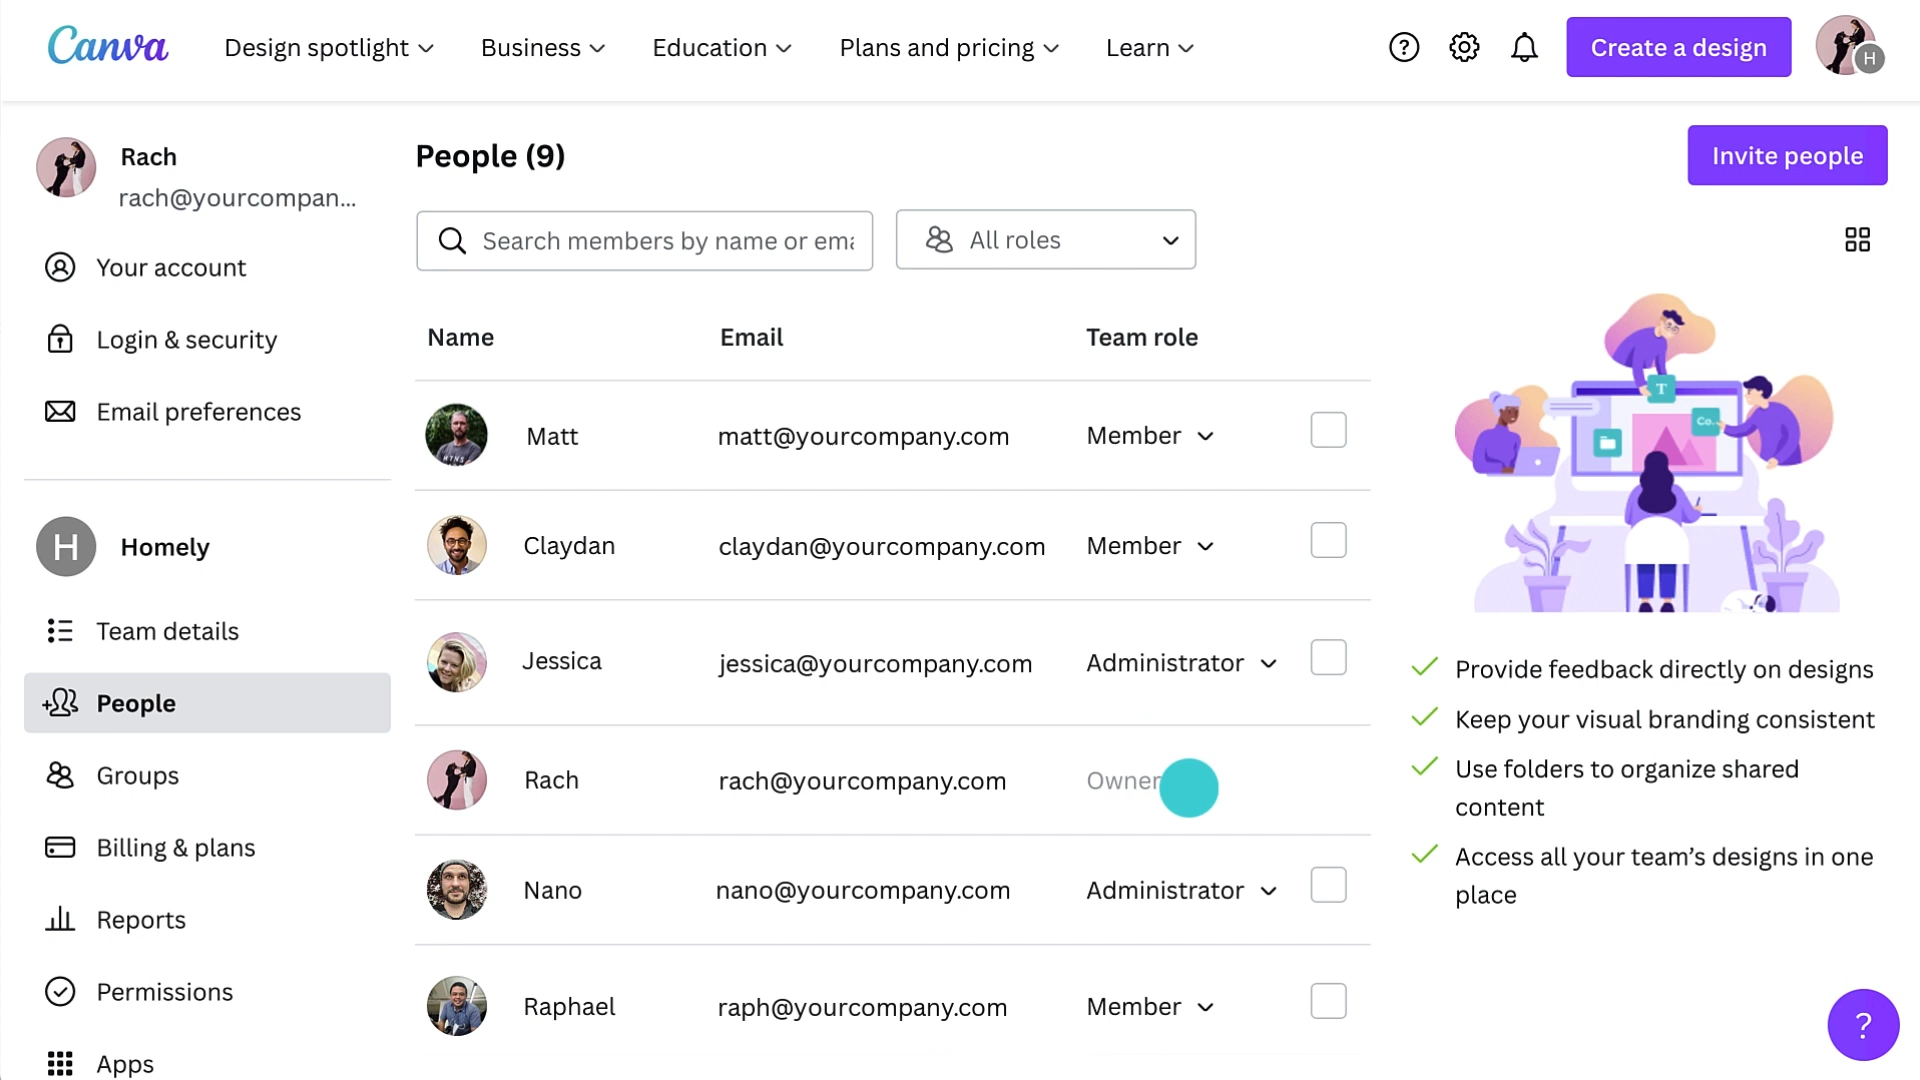 Canva
Design spotlight
Business
Education
Plans and pricing
Learn
Create a design
H
Rach
rach@yourcompan...
Your account
Login & security
Email preferences
H
Homely
Team details
People
Groups
Billing & plans
Reports
Permissions
Apps
People (9)
Invite people
Search members by name or ema
All roles
Name Email Team role
Matt matt@yourcompany.com Member
Claydan claydan@yourcompany.com Member
Jessica jessica@yourcompany.com Administrator
Rach rach@yourcompany.com Owner
Nano nano@yourcompany.com Administrator
Raphael raph@yourcompany.com Member
T
Co.
Provide feedback directly on designs
Keep your visual branding consistent
Use folders to organize shared
content
Access all your team’s designs in one
place
?